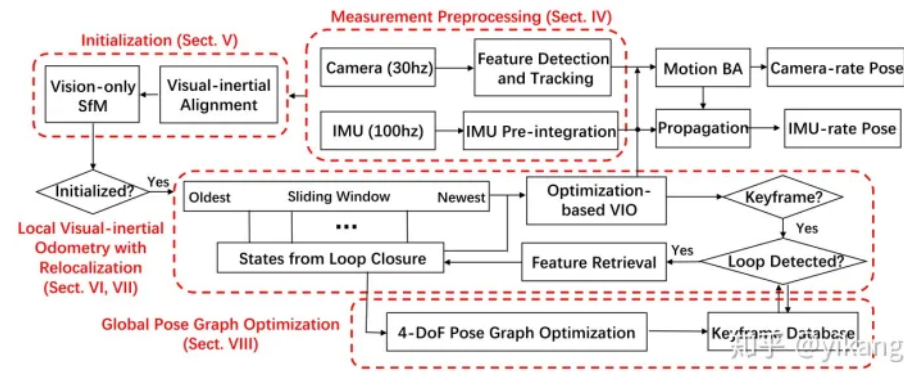 Measurement Preprocessing (Sect. IV)
Initialization (Sect. V)
Camera (30hz)
Feature Detection
and Tracking
Motion BA
Camera-rate Pose
Vision-only
SfM
Visual-inertial
Alignment
IMU (100hz)
IMU Pre-integration
Propagation
IMU-rate Pose
Initialized?
Yes
Oldest
Sliding Window
Newest
Optimization-
based VIO
Keyframe?
...
Yes
Local Visual-inertial
Odometry with
Relocalization
(Sect. VI, VII)
States from Loop Closure
Feature Retrieval
Yes
Loop Detected?
Global Pose Graph Optimization
(Sect. VIII)
4-DoF Pose Graph Optimization
Keyframe Database
知乎 @yikang